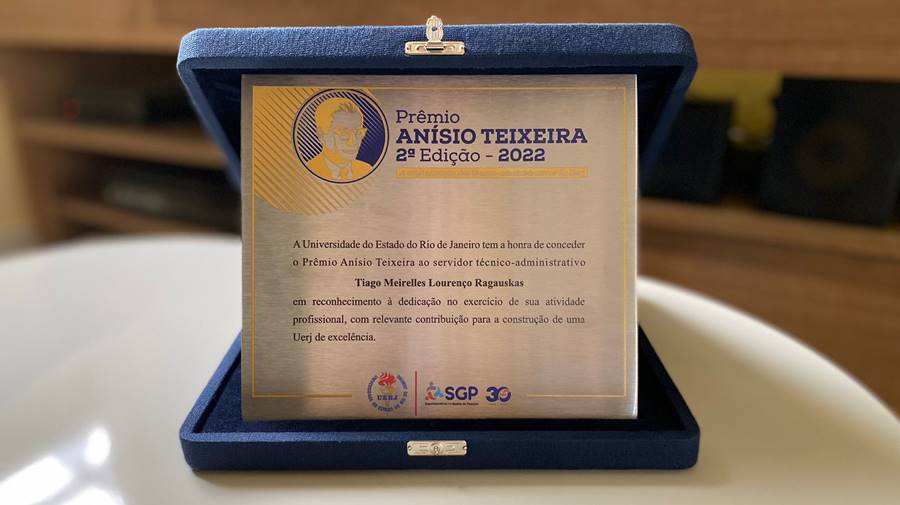 Prêmio
ANÍSIO TEIXEIRA
2ª Edição - 2022
A Universidade do Estado do Rio de Janeiro tem a honra de conceder
o Prêmio Anísio Teixeira ao servidor técnico-administrativo
Tiago Meirelles Lourenço Ragauskas
em reconhecimento à dedicação no exercício de sua atividade
profissional, com relevante contribuição para a construção de uma
Uerj de excelência.
UERJ
SGP
30